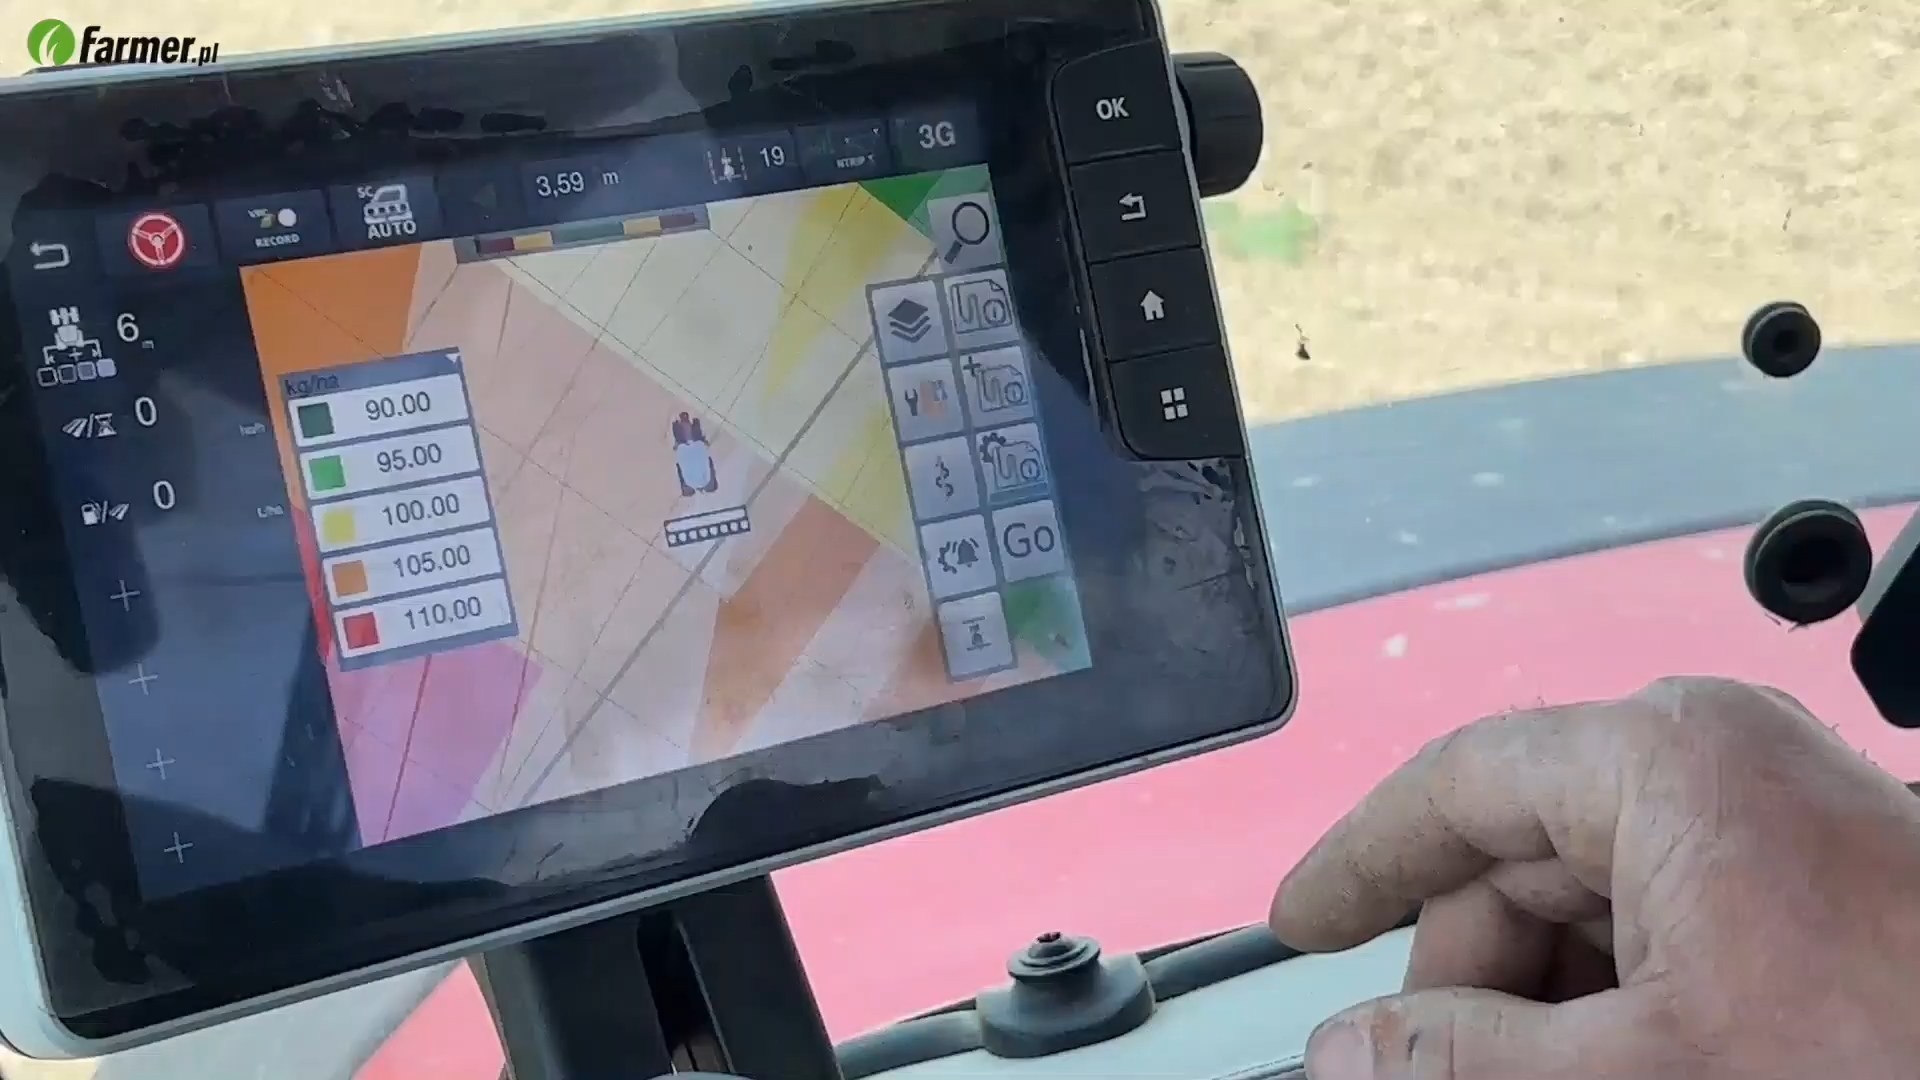 farmer.pl
OK
3G
NTRIP
19
3,59 m
SC
AUTO
VRC
RECORD
6
0
0
kg/ha
90.00
95.00
100.00
105.00
110.00
Go